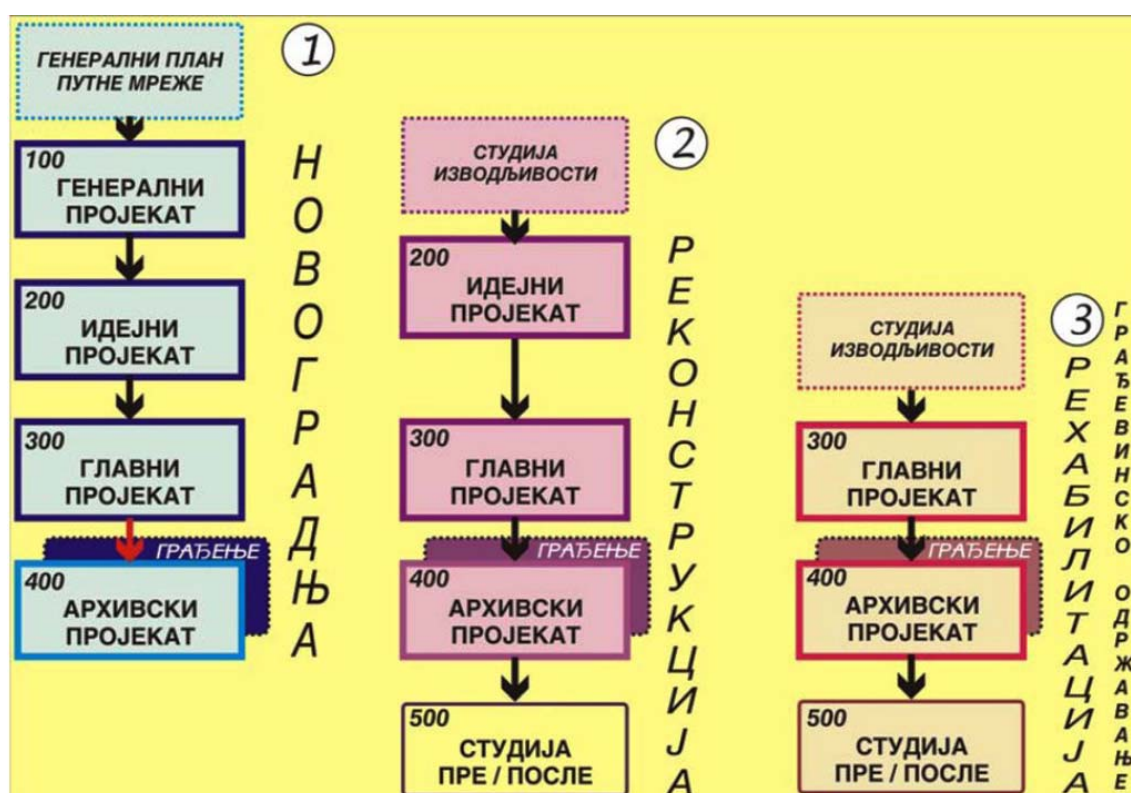 ГЕНЕРАЛНИ ПЛАН
ПУТНЕ МРЕЖЕ
1
100
ГЕНЕРАЛНИ
ПРОЈЕКАТ
200
ИДЕЈНИ
ПРОЈЕКАТ
300
ГЛАВНИ
ПРОЈЕКАТ
ГРАЂЕЊЕ
400
АРХИВСКИ
ПРОЈЕКАТ
НОВОГРАДЊА
СТУДИЈА
ИЗВОДЉИВОСТИ
2
200
ИДЕЈНИ
ПРОЈЕКАТ
300
ГЛАВНИ
ПРОЈЕКАТ
ГРАЂЕЊЕ
400
АРХИВСКИ
ПРОЈЕКАТ
500
СТУДИЈА
ПРЕ / ПОСЛЕ
РЕКОНСТРУКЦИЈА
СТУДИЈА
ИЗВОДЉИВОСТИ
3
300
ГЛАВНИ
ПРОЈЕКАТ
ГРАЂЕЊЕ
400
АРХИВСКИ
ПРОЈЕКАТ
500
СТУДИЈА
ПРЕ / ПОСЛЕ
РЕХАБИЛИТАЦИЈА
ГРАЂЕВИНСКО ОДРЖАВАЊЕ